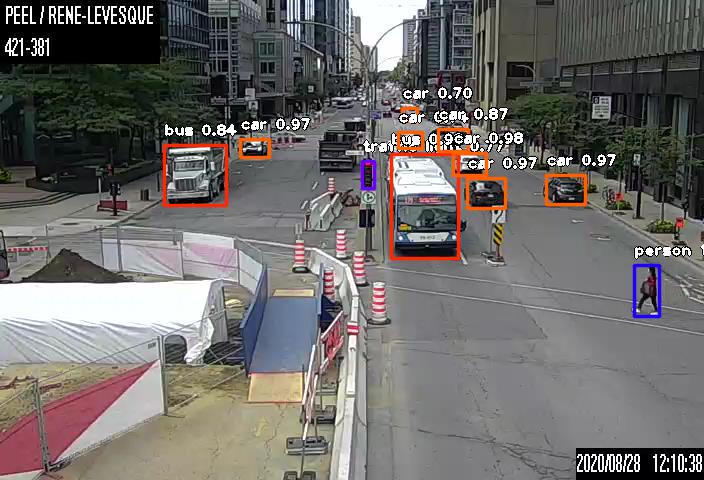 PEEL / RENE-LEVESQUE
421-381
car 0.70
car 0.87
bus 0.84
car 0.97
car 0.98
car 0.97
car 0.97
person 1
2020/08/28 12:10:38